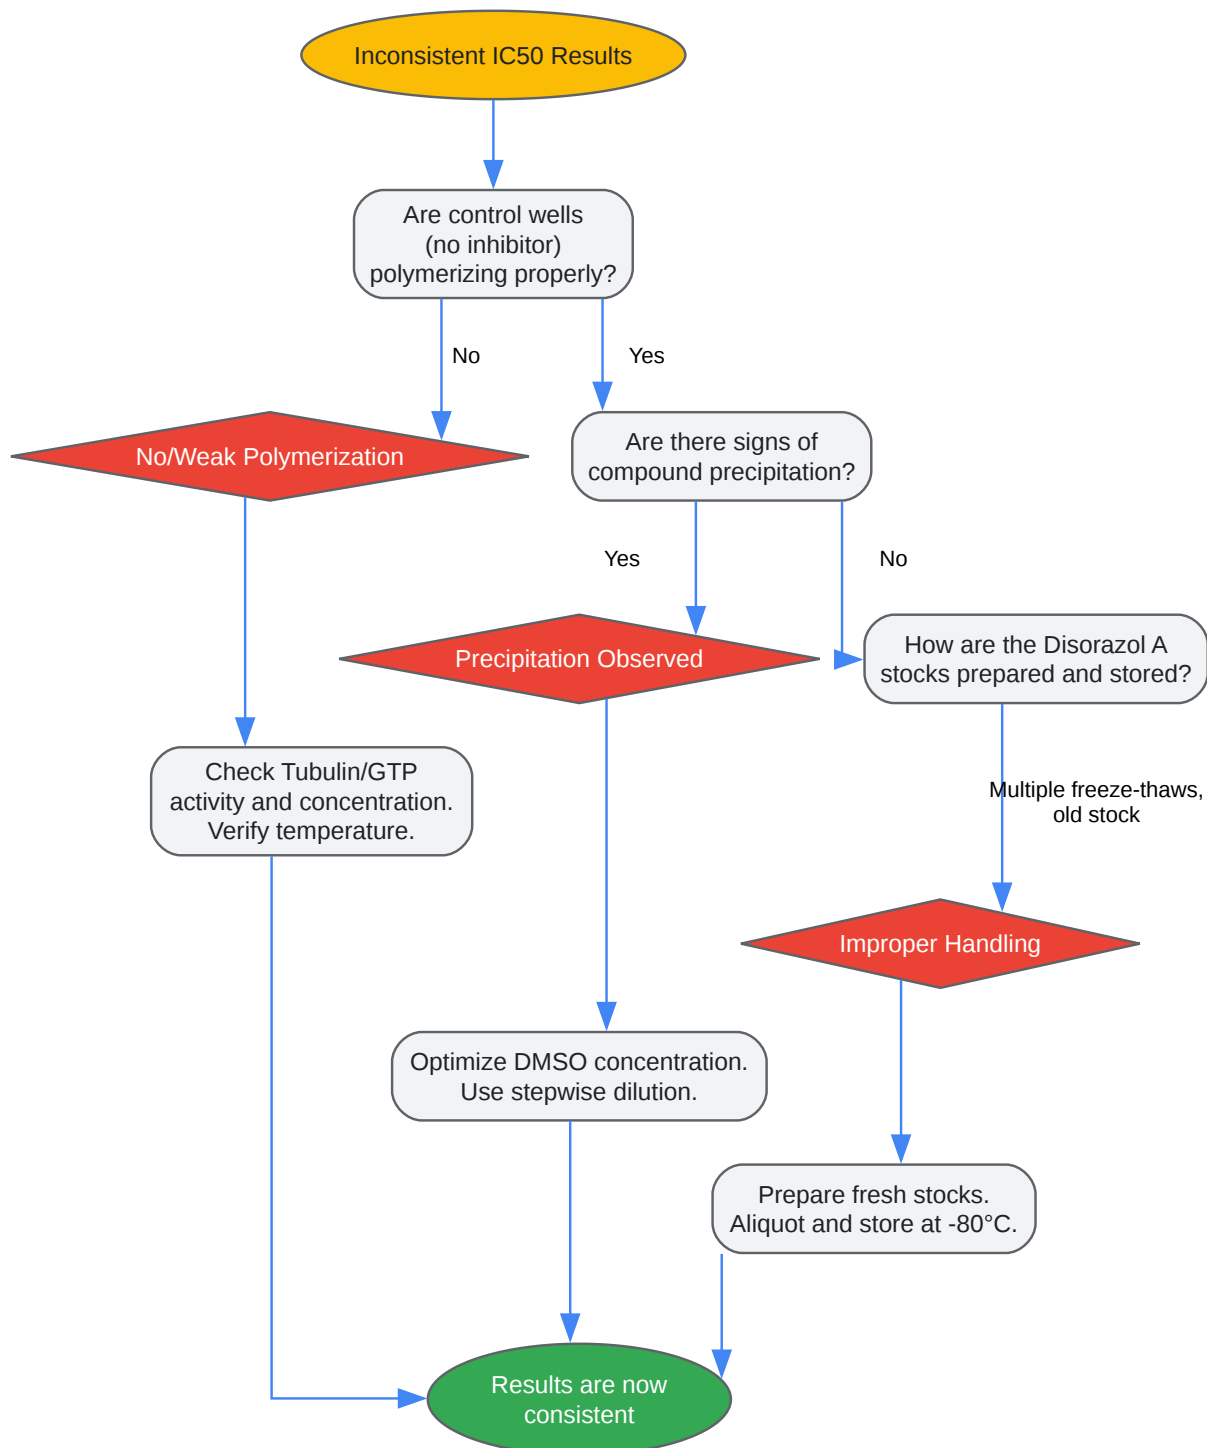 Inconsistent IC50 Results
Are control wells
(no inhibitor)
polymerizing properly?
No
Yes
No/Weak Polymerization
Are there signs of
compound precipitation?
Yes
No
Precipitation Observed
How are the Disorazol A
stocks prepared and stored?
Check Tubulin/GTP
activity and concentration.
Verify temperature.
Multiple freeze-thaws,
old stock
Improper Handling
Optimize DMSO concentration.
Use stepwise dilution.
Prepare fresh stocks.
Aliquot and store at -80°C.
Results are now
consistent